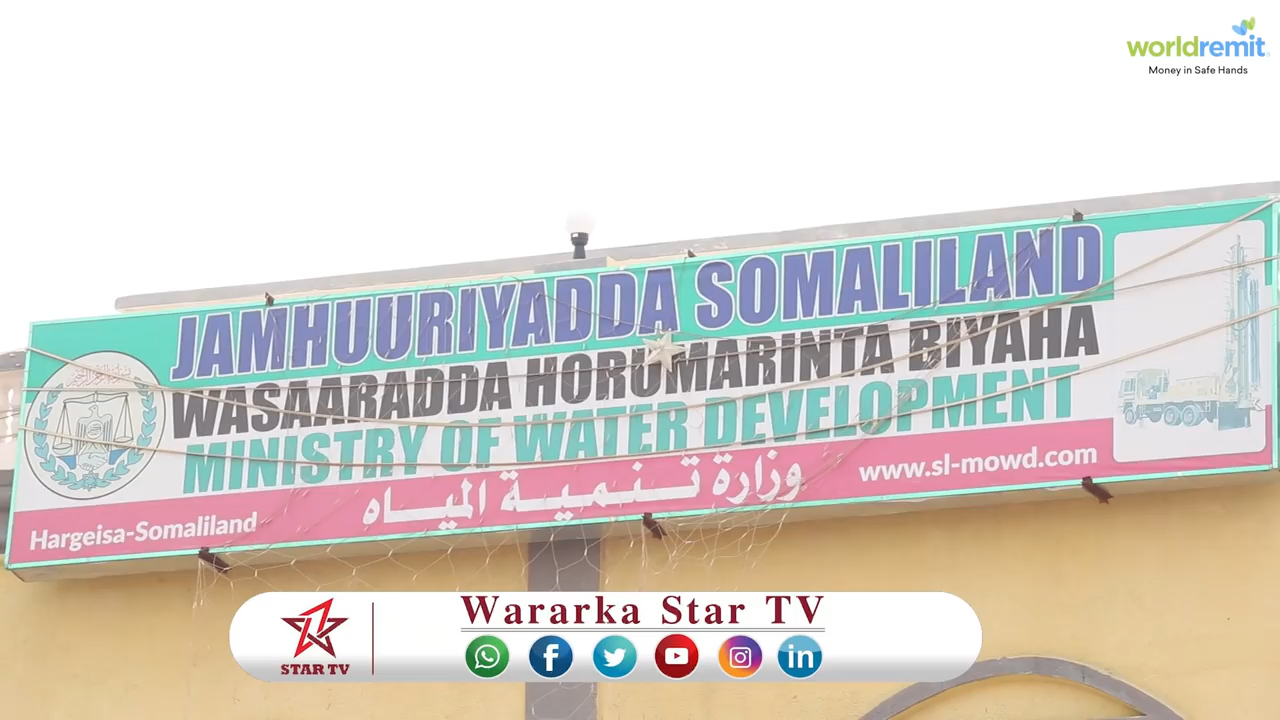 worldremit
Money in Safe Hands
JAMHUURIYADDA SOMALILAND
WASAARADDA HORUMARINTA BIYAHA
MINISTRY OF WATER DEVELOPMENT
وزارة تنمية المياه
www.sl-mowd.com
Hargeisa-Somaliland
Wararka Star TV
STAR TV